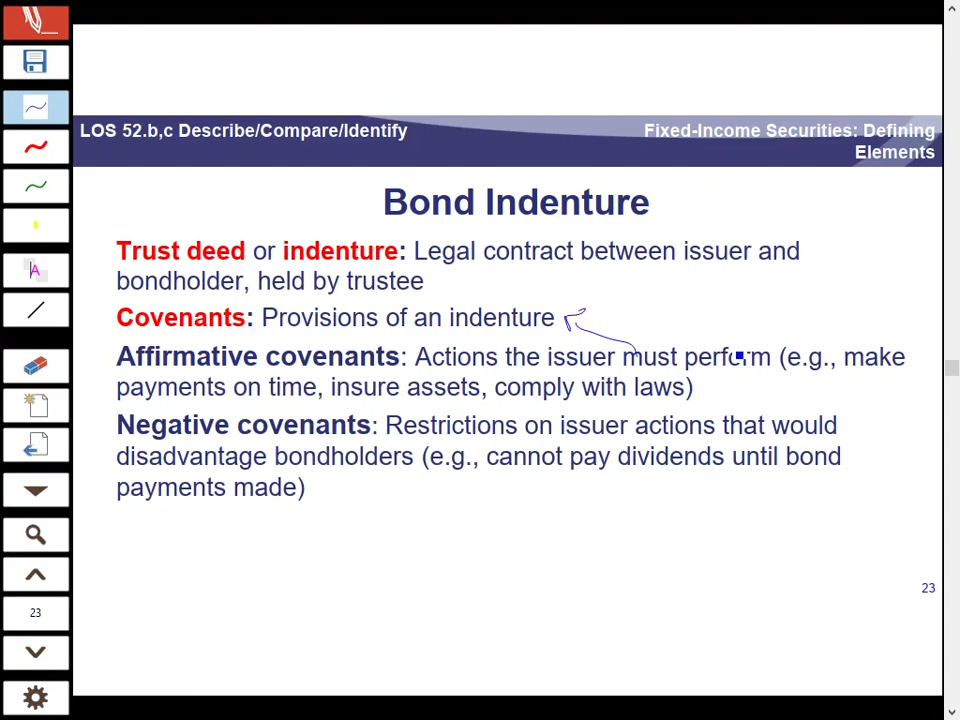 LOS 52.b,c Describe/Compare/Identify
Fixed-Income Securities: Defining
Elements
Bond Indenture
Trust deed or indenture: Legal contract between issuer and
bondholder, held by trustee
Covenants: Provisions of an indenture
Affirmative covenants: Actions the issuer must perform (e.g., make
payments on time, insure assets, comply with laws)
Negative covenants: Restrictions on issuer actions that would
disadvantage bondholders (e.g., cannot pay dividends until bond
payments made)
23
A
23